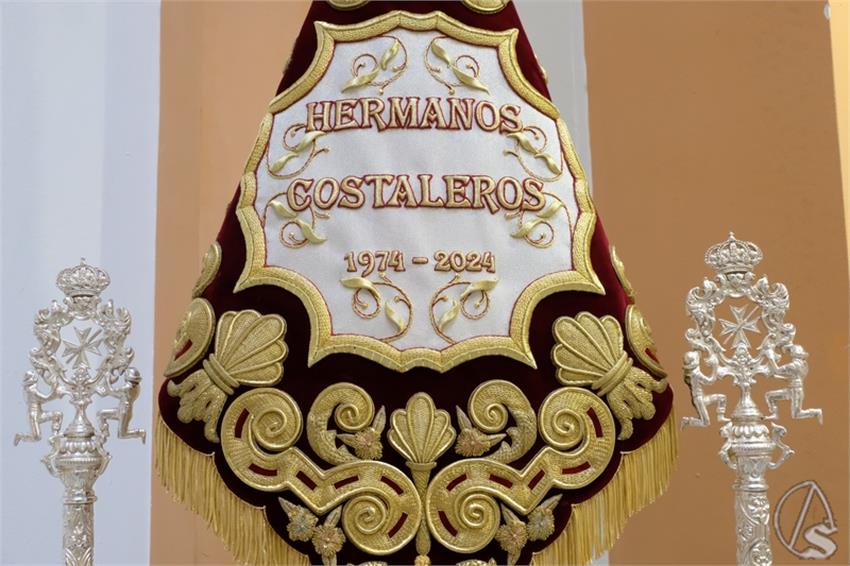 HERMANOS
COSTALEROS
1974 - 2024